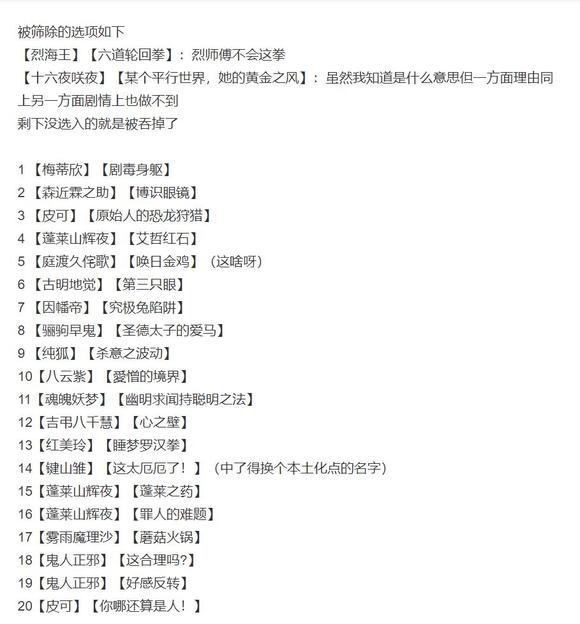 被筛除的选项如下
【烈海王】【六道轮回拳】：烈师傅不会这拳
【十六夜咲夜】【某个平行世界，她的黄金之风】：虽然我知道是什么意思但一方面理由同
上另一方面剧情上也做不到
剩下没选入的就是被吞掉了
1【梅蒂欣】【剧毒身躯】
2【森近霖之助】【博识眼镜】
3【皮可】【原始人的恐龙狩猎】
4【蓬莱山辉夜】【艾哲红石】
5【庭渡久侘歌】【唤日金鸡】（这啥呀）
6【古明地觉】【第三只眼】
7【因幡帝】【究极兔陷阱】
8【骊驹早鬼】【圣德太子的爱马】
9【纯狐】【杀意之波动】
10【八云紫】【愛憎的境界】
11【魂魄妖梦】【幽明求闻持聪明之法】
12【吉弔八千慧】【心之壁】
13【红美玲】【睡梦罗汉拳】
14【键山雏】【这太厄厄了！】（中了得换个本土化点的名字）
15【蓬莱山辉夜】【蓬莱之药】
16【蓬莱山辉夜】【罪人的难题】
17【雾雨魔理沙】【蘑菇火锅】
18【鬼人正邪】【这合理吗?】
19【鬼人正邪】【好感反转】
20【皮可】【你哪还算是人！】